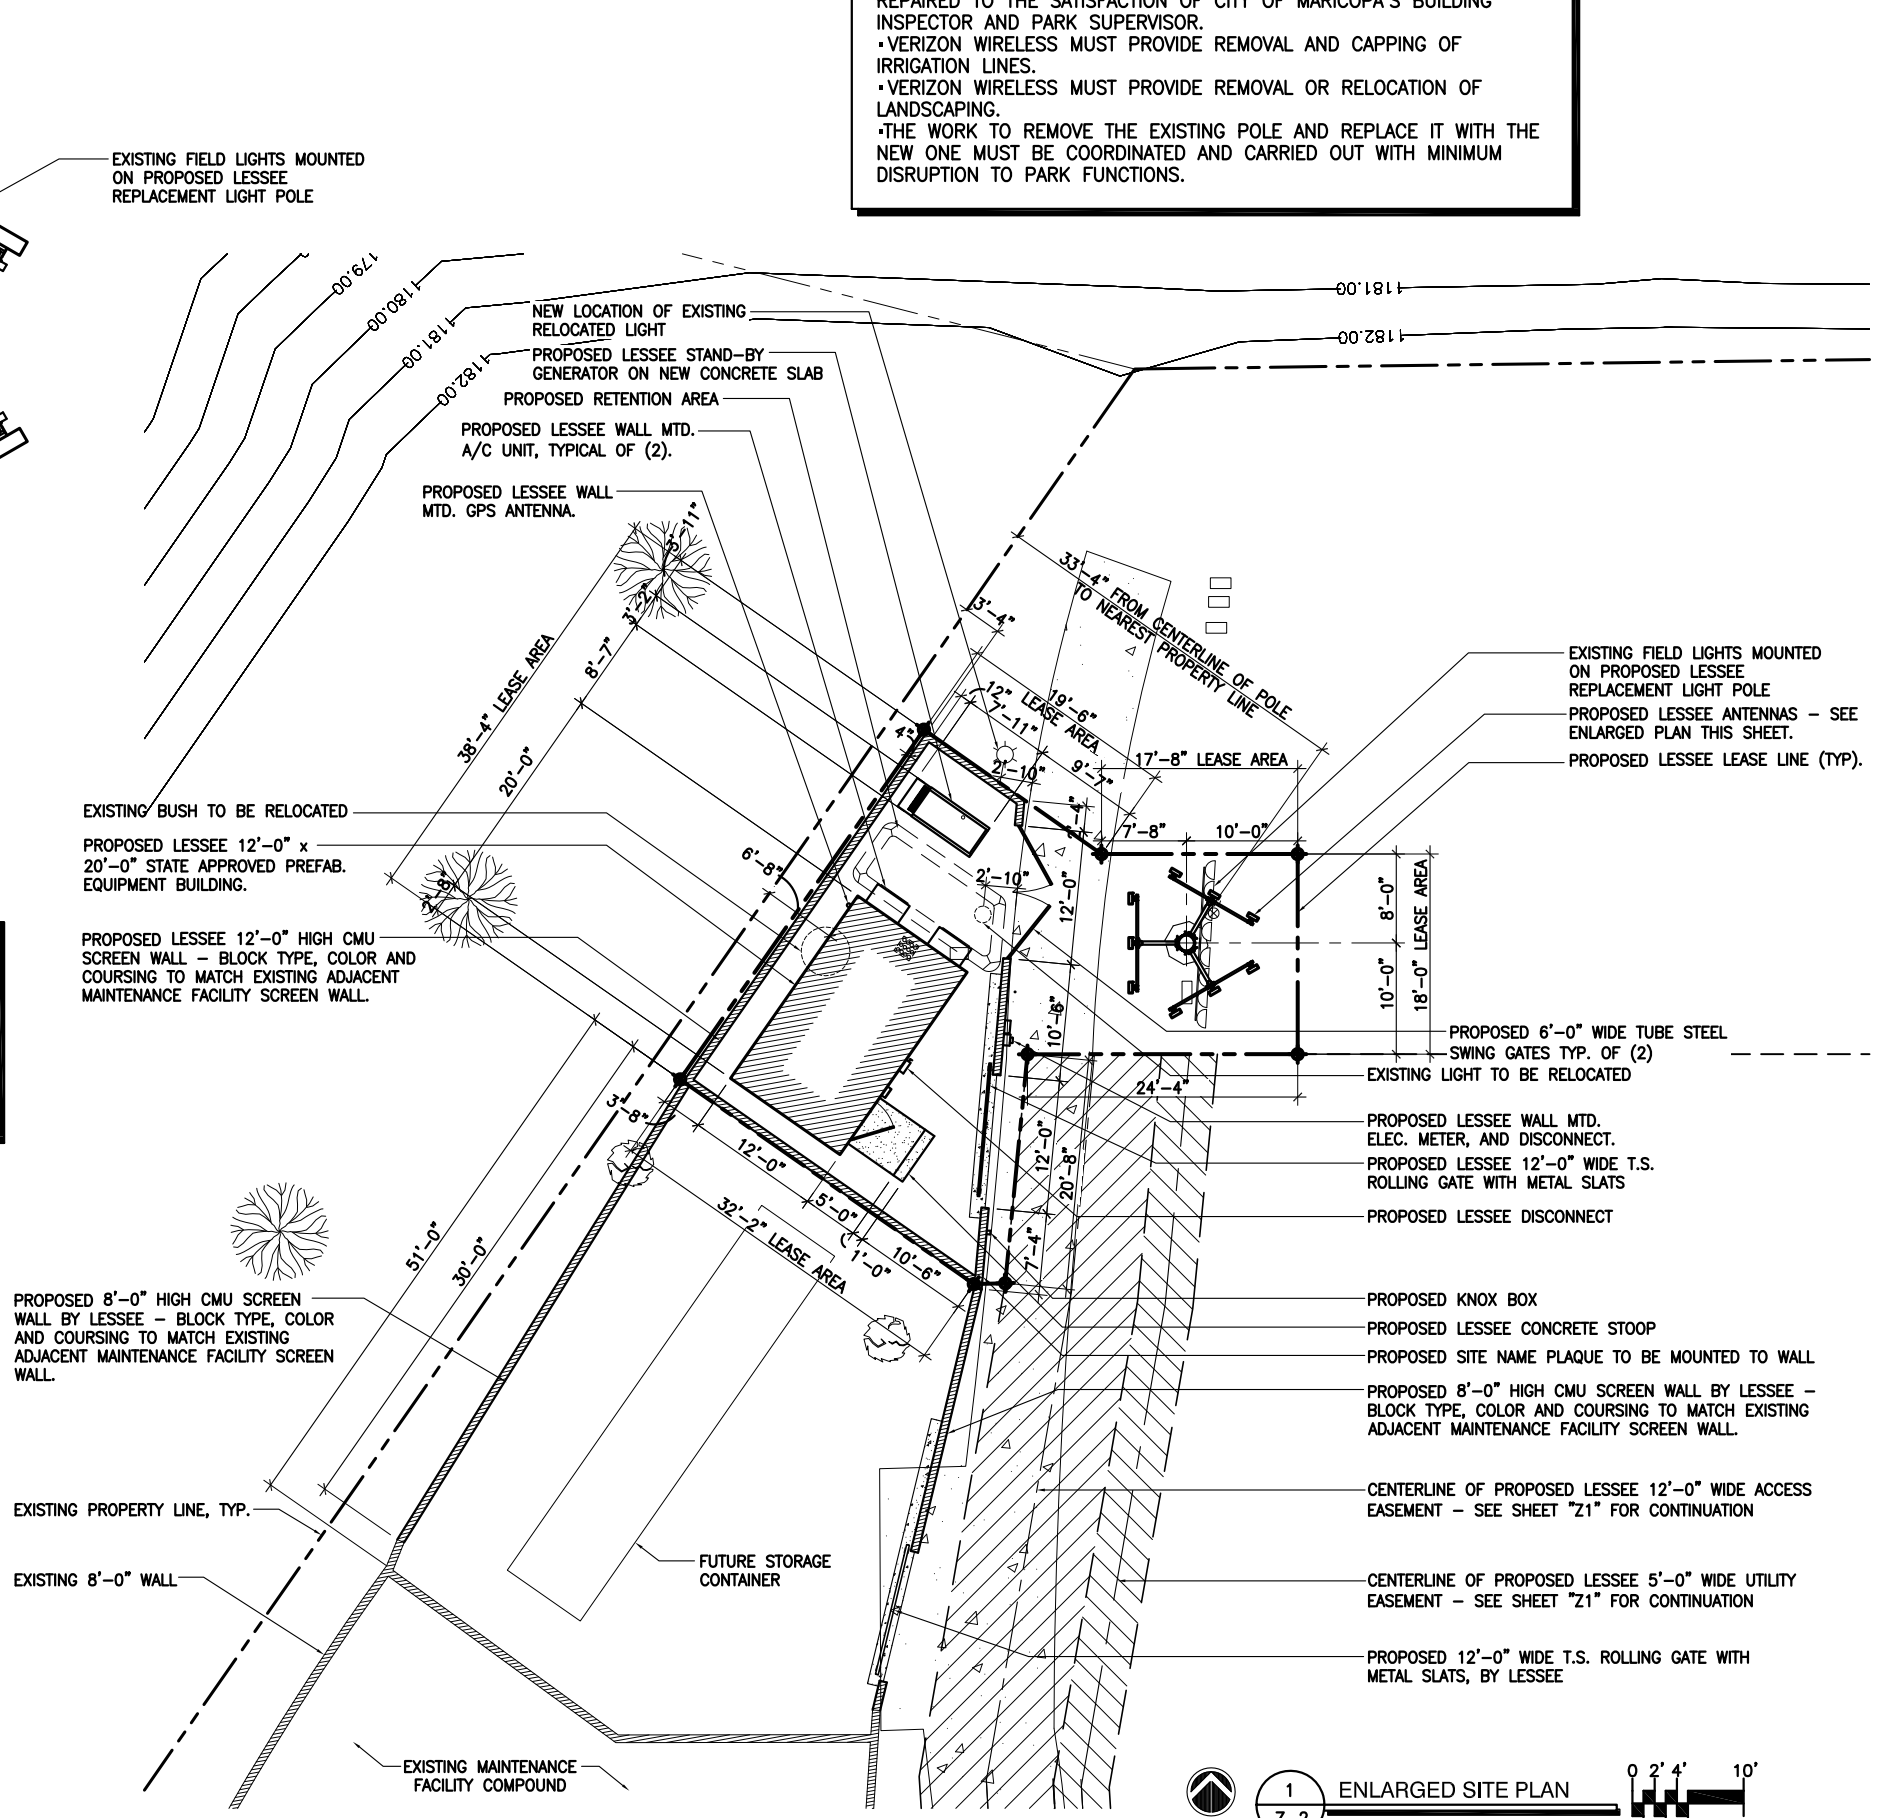 REPAIRED TO THE SATISFACTION OF CITY OF MARICOPA'S BUILDING
INSPECTOR AND PARK SUPERVISOR.
▪VERIZON WIRELESS MUST PROVIDE REMOVAL AND CAPPING OF
IRRIGATION LINES.
▪VERIZON WIRELESS MUST PROVIDE REMOVAL OR RELOCATION OF
LANDSCAPING.
▪THE WORK TO REMOVE THE EXISTING POLE AND REPLACE IT WITH THE
NEW ONE MUST BE COORDINATED AND CARRIED OUT WITH MINIMUM
DISRUPTION TO PARK FUNCTIONS.
EXISTING FIELD LIGHTS MOUNTED
ON PROPOSED LESSEE
REPLACEMENT LIGHT POLE
179.00
1180.00
1181.00
1182.00
1181.00
1182.00
NEW LOCATION OF EXISTING
RELOCATED LIGHT
PROPOSED LESSEE STAND-BY
GENERATOR ON NEW CONCRETE SLAB
PROPOSED RETENTION AREA
PROPOSED LESSEE WALL MTD.
A/C UNIT, TYPICAL OF (2).
PROPOSED LESSEE WALL
MTD. GPS ANTENNA.
3'-11"
3'-2"
8'-7"
38'-4" LEASE AREA
20'-0"
2'-8"
3'-4"
33'-4" FROM CENTERLINE OF POLE
TO NEAREST PROPERTY LINE
19'-6"
LEASE AREA
12"
7'-11"
9'-7"
4"
2'-10"
17'-8" LEASE AREA
7'-8"
10'-0"
6'-8"
2'-10"
12'-0"
8'-0"
10'-0"
18'-0" LEASE AREA
10'-6"
24'-4"
12'-0"
20'-8"
7'-4"
3'-8"
12'-0"
5'-0"
1'-0"
10'-6"
32'-2" LEASE AREA
51'-0"
30'-0"
EXISTING BUSH TO BE RELOCATED
PROPOSED LESSEE 12'-0" x
20'-0" STATE APPROVED PREFAB.
EQUIPMENT BUILDING.
PROPOSED LESSEE 12'-0" HIGH CMU
SCREEN WALL - BLOCK TYPE, COLOR AND
COURSING TO MATCH EXISTING ADJACENT
MAINTENANCE FACILITY SCREEN WALL.
PROPOSED 8'-0" HIGH CMU SCREEN
WALL BY LESSEE - BLOCK TYPE, COLOR
AND COURSING TO MATCH EXISTING
ADJACENT MAINTENANCE FACILITY SCREEN
WALL.
EXISTING PROPERTY LINE, TYP.
EXISTING 8'-0" WALL
FUTURE STORAGE
CONTAINER
EXISTING MAINTENANCE
FACILITY COMPOUND
EXISTING FIELD LIGHTS MOUNTED
ON PROPOSED LESSEE
REPLACEMENT LIGHT POLE
PROPOSED LESSEE ANTENNAS - SEE
ENLARGED PLAN THIS SHEET.
PROPOSED LESSEE LEASE LINE (TYP).
PROPOSED 6'-0" WIDE TUBE STEEL
SWING GATES TYP. OF (2)
EXISTING LIGHT TO BE RELOCATED
PROPOSED LESSEE WALL MTD.
ELEC. METER, AND DISCONNECT.
PROPOSED LESSEE 12'-0" WIDE T.S.
ROLLING GATE WITH METAL SLATS
PROPOSED LESSEE DISCONNECT
PROPOSED KNOX BOX
PROPOSED LESSEE CONCRETE STOOP
PROPOSED SITE NAME PLAQUE TO BE MOUNTED TO WALL
PROPOSED 8'-0" HIGH CMU SCREEN WALL BY LESSEE -
BLOCK TYPE, COLOR AND COURSING TO MATCH EXISTING
ADJACENT MAINTENANCE FACILITY SCREEN WALL.
CENTERLINE OF PROPOSED LESSEE 12'-0" WIDE ACCESS
EASEMENT - SEE SHEET "Z1" FOR CONTINUATION
CENTERLINE OF PROPOSED LESSEE 5'-0" WIDE UTILITY
EASEMENT - SEE SHEET "Z1" FOR CONTINUATION
PROPOSED 12'-0" WIDE T.S. ROLLING GATE WITH
METAL SLATS, BY LESSEE
1
ENLARGED SITE PLAN
0 2' 4' 10'